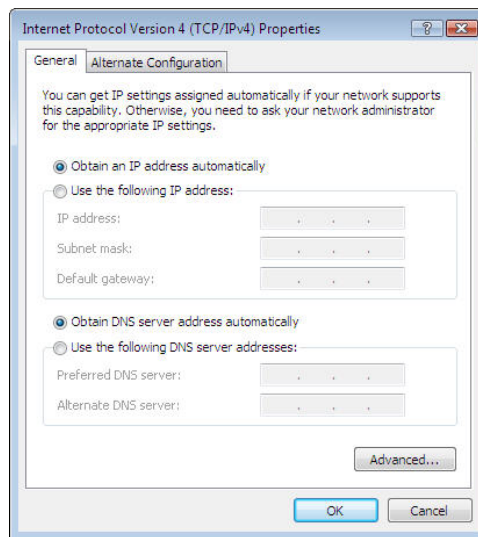 Internet Protocol Version 4 (TCP/IPv4) Properties
General
Alternate Configuration
You can get IP settings assigned automatically if your network supports
this capability. Otherwise, you need to ask your network administrator
for the appropriate IP settings.
Obtain an IP address automatically
Use the following IP address:
IP address:
Subnet mask:
Default gateway:
Obtain DNS server address automatically
Use the following DNS server addresses:
Preferred DNS server:
Alternate DNS server:
Advanced...
OK
Cancel